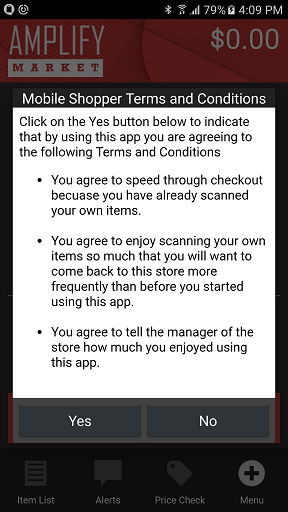 79% 4:09 PM
AMPLIFY
MARKET
$0.00
Mobile Shopper Terms and Conditions
Click on the Yes button below to indicate
that by using this app you are agreeing to
the following Terms and Conditions
• You agree to speed through checkout
becuase you have already scanned
your own items.
• You agree to enjoy scanning your own
items so much that you will want to
come back to this store more
frequently than before you started
using this app.
• You agree to tell the manager of the
store how much you enjoyed using
this app.
Yes No
Item List Alerts Price Check Menu